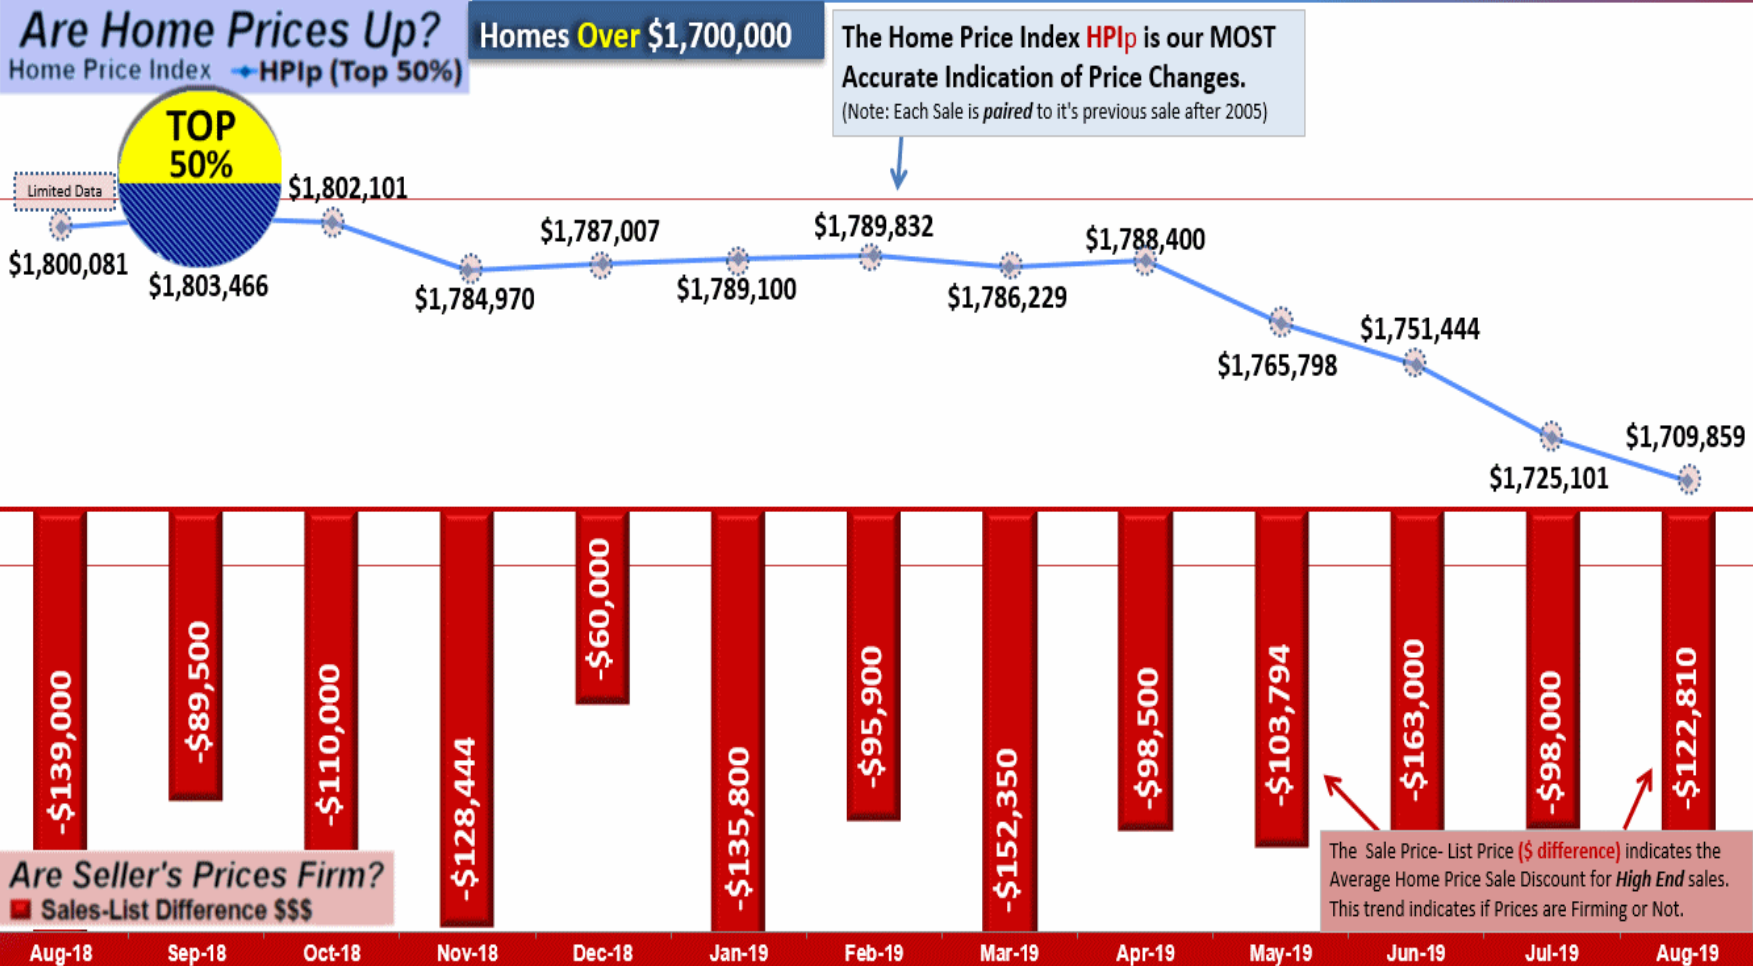 Are Home Prices Up?
Home Price Index HPIp (Top 50%)
Homes Over $1,700,000
The Home Price Index HPIp is our MOST
Accurate Indication of Price Changes.
(Note: Each Sale is paired to it's previous sale after 2005)
TOP
50%
Limited Data
$1,800,081
$1,803,466
$1,802,101
$1,784,970
$1,787,007
$1,789,100
$1,789,832
$1,786,229
$1,788,400
$1,765,798
$1,751,444
$1,725,101
$1,709,859
-$139,000
-$89,500
-$110,000
-$128,444
-$60,000
-$135,800
-$95,900
-$152,350
-$98,500
-$103,794
-$163,000
-$98,000
-$122,810
Are Seller's Prices Firm?
Sales-List Difference $$$
The Sale Price- List Price ($ difference) indicates the
Average Home Price Sale Discount for High End sales.
This trend indicates if Prices are Firming or Not.
Aug-18
Sep-18
Oct-18
Nov-18
Dec-18
Jan-19
Feb-19
Mar-19
Apr-19
May-19
Jun-19
Jul-19
Aug-19